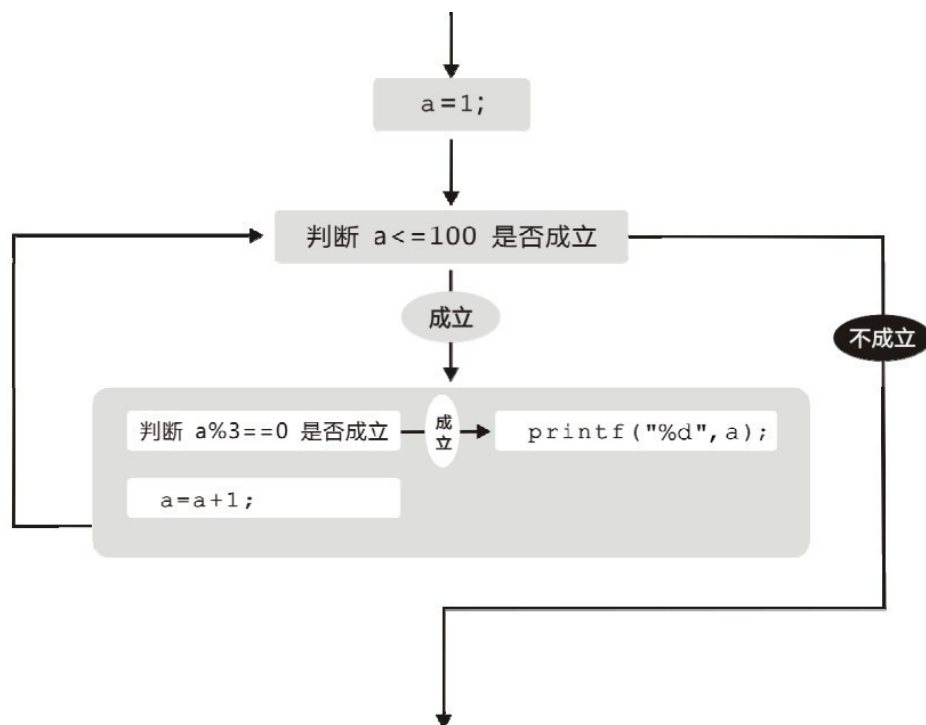 a=1;
判断 a<=100 是否成立
成立
不成立
判断 a%3==0 是否成立
成
立
printf("%d",a);
a=a+1;